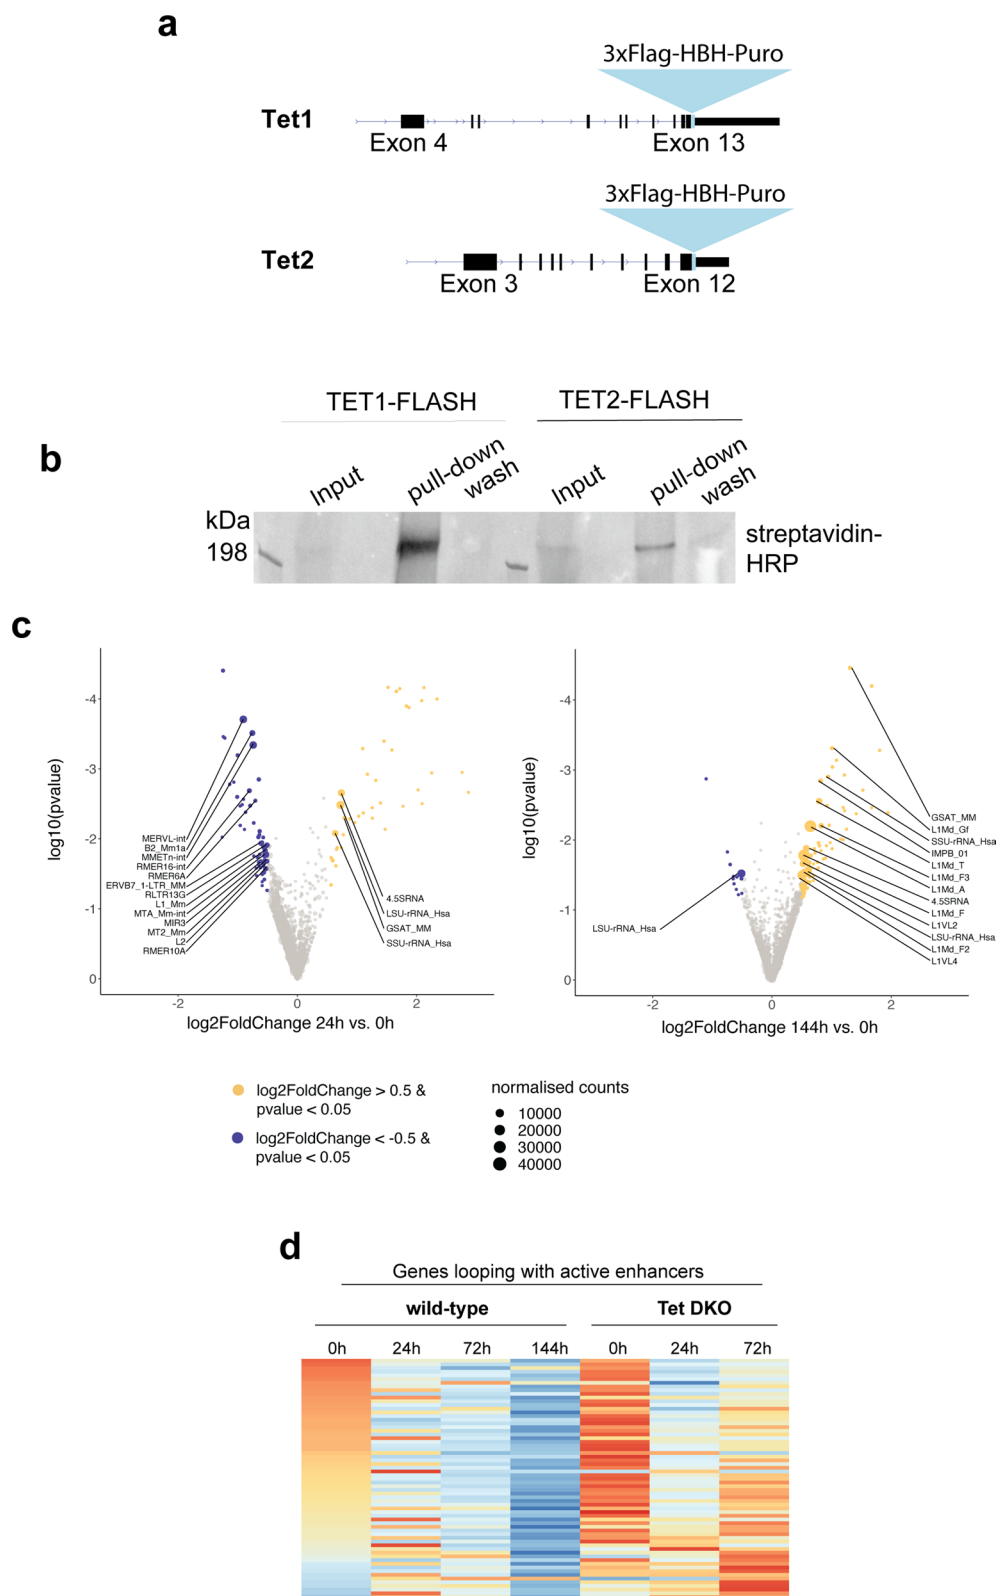 a
3xFlag-HBH-Puro
Tet1
Exon 4
Exon 13
3xFlag-HBH-Puro
Tet2
Exon 3
Exon 12
b
TET1-FLASH
TET2-FLASH
Input
pull-down
wash
Input
pull-down
wash
kDa
198
streptavidin-
HRP
c
log10(pvalue)
-4
-3
-2
-1
0
MERVL-int
B2_Mm1a
MMETn-int
RMER16-int
RMER6A
ERVB7_1-LTR_MM
RLTR13G
L1_Mm
MTA_Mm-int
MIR3
MT2_Mm
L2
RMER10A
4.5SRNA
LSU-rRNA_Hsa
GSAT_MM
SSU-rRNA_Hsa
-2
0
2
log2FoldChange 24h vs. 0h
log10(pvalue)
-4
-3
-2
-1
0
LSU-rRNA_Hsa
GSAT_MM
L1Md_Gf
SSU-rRNA_Hsa
IMPB_01
L1Md_T
L1Md_F3
L1Md_A
4.5SRNA
L1Md_F
L1VL2
LSU-rRNA_Hsa
L1Md_F2
L1VL4
-2
0
2
log2FoldChange 144h vs. 0h
log2FoldChange > 0.5 &
pvalue < 0.05
log2FoldChange < -0.5 &
pvalue < 0.05
normalised counts
10000
20000
30000
40000
d
Genes looping with active enhancers
wild-type
Tet DKO
0h 24h 72h 144h 0h 24h 72h